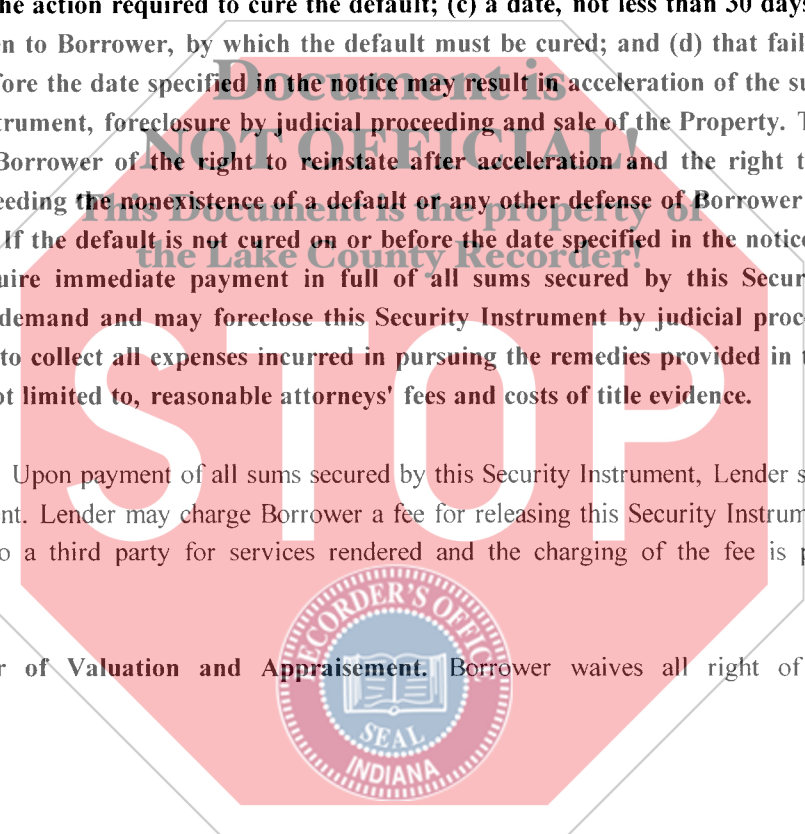 he action required to cure the default; (c) a date, not less than 30 days
en to Borrower, by which the default must be cured; and (d) that fail
ore the date specified in the notice may result in acceleration of the su
Document is
trument, foreclosure by judicial proceeding and sale of the Property. T
NOT OFFICIAL!
Borrower of the right to reinstate after acceleration and the right t
eeding the nonexistence of a default or any other defense of Borrower
This Document is the property of
If the default is not cured on or before the date specified in the notice
the Lake County Recorder!
uire immediate payment in full of all sums secured by this Secur
demand and may foreclose this Security Instrument by judicial proc
to collect all expenses incurred in pursuing the remedies provided in t
ot limited to, reasonable attorneys' fees and costs of title evidence.
STOP
Upon payment of all sums secured by this Security Instrument, Lender s
nt. Lender may charge Borrower a fee for releasing this Security Instrum
o a third party for services rendered and the charging of the fee is p
r of Valuation and Appraisement. Borrower waives all right of
RECORDER'S OFFICE
SEAL
INDIANA